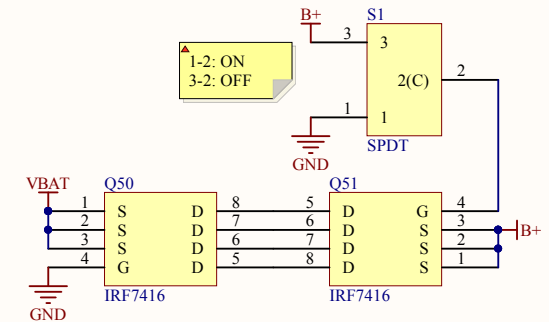 B+
S1
3
3
1-2: ON
3-2: OFF
2(C)
2
1
1
GND
SPDT
VBAT
Q50
Q51
1
S
D
8
5
D
G
4
2
S
D
7
6
D
S
3
B+
3
S
D
6
7
D
S
2
4
G
D
5
8
D
S
1
IRF7416
IRF7416
GND